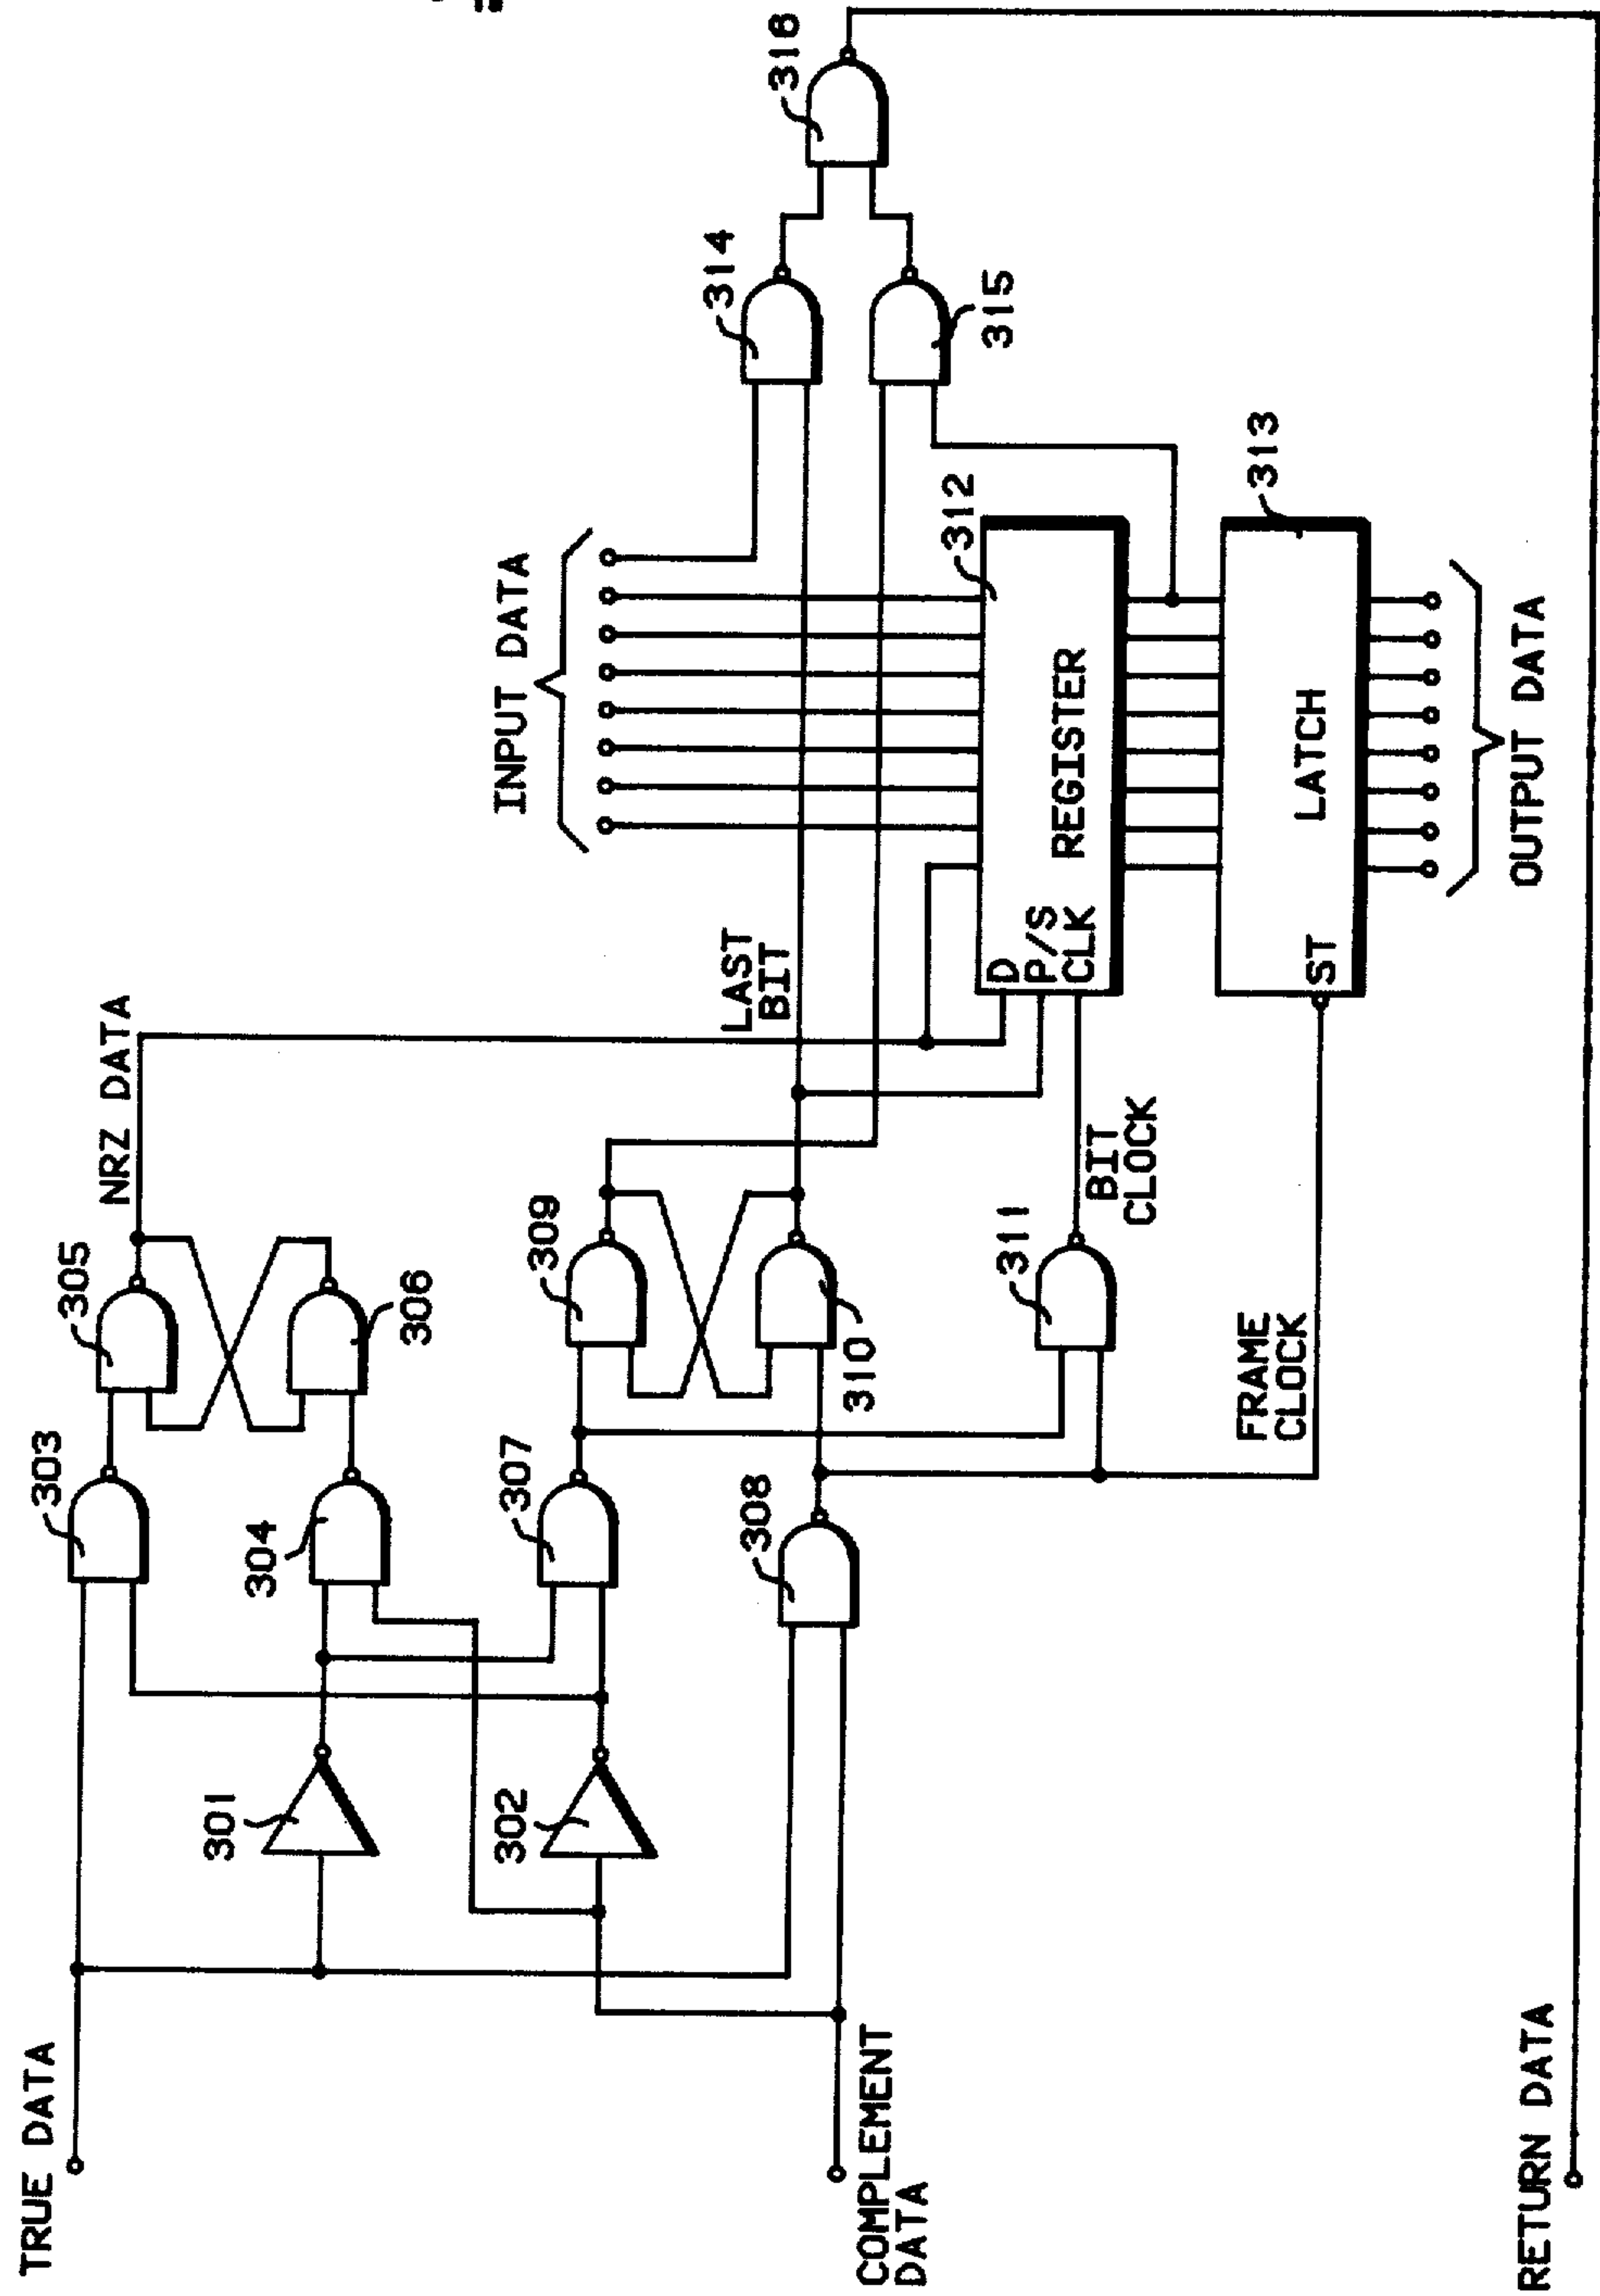 TRUE DATA
COMPLEMENT
DATA
RETURN DATA
301
302
303
304
305
306
307
308
309
310
311
NRZ DATA
LAST
BIT
BIT
CLOCK
FRAME
CLOCK
INPUT DATA
D
P/S
CLK
REGISTER
312
ST
LATCH
313
OUTPUT DATA
314
315
316